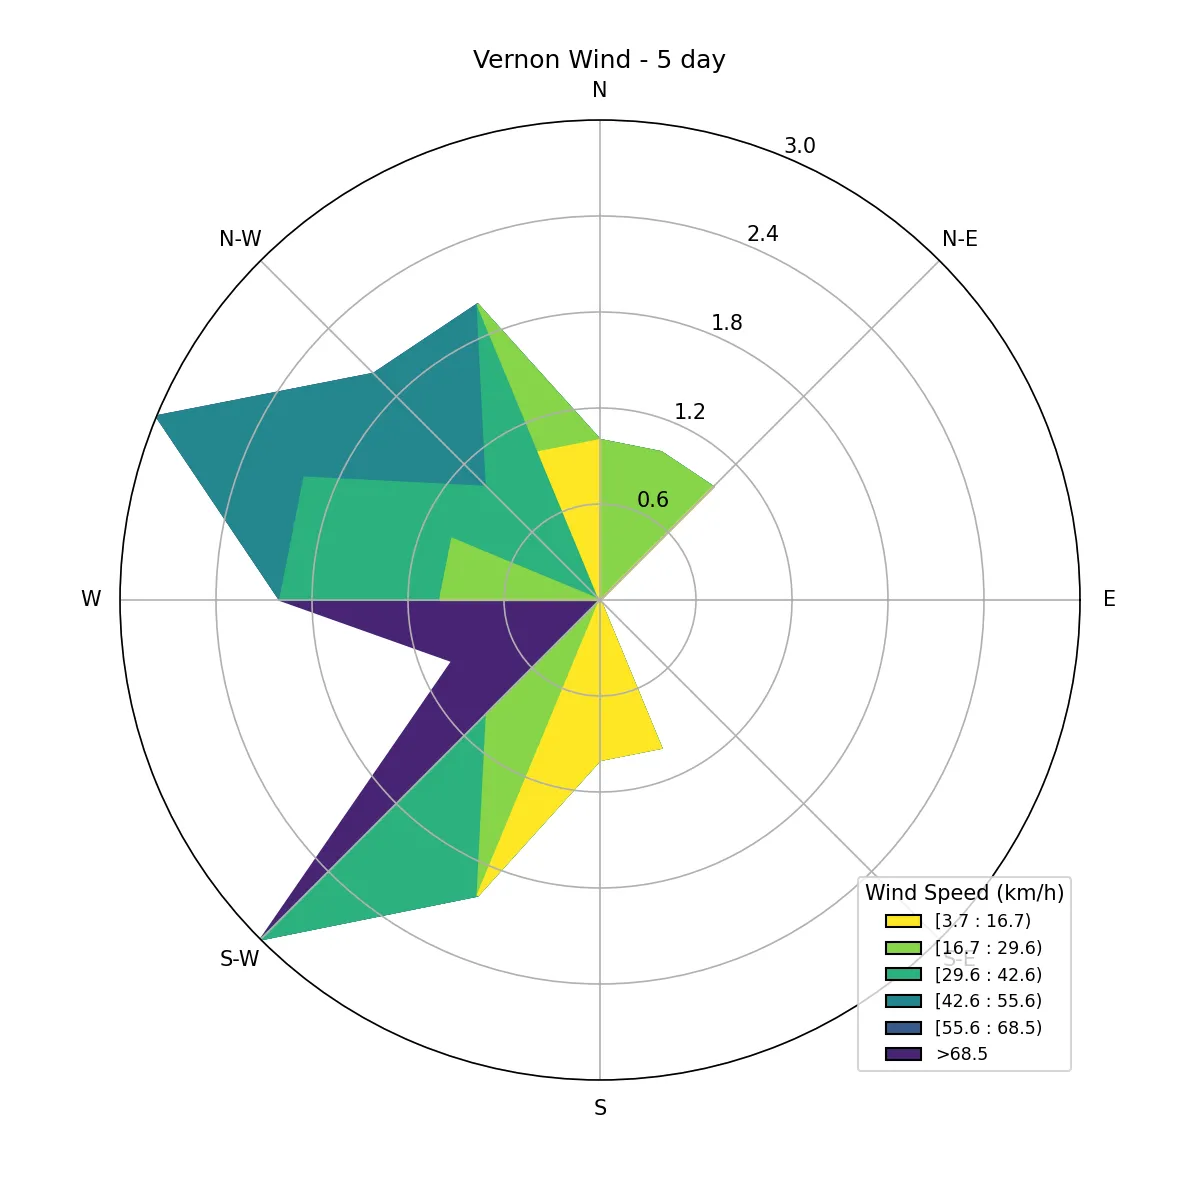 Vernon Wind - 5 day
N
3.0
N-W
2.4
N-E
1.8
1.2
0.6
W
E
S-W
S-E
S
Wind Speed (km/h)
[3.7 : 16.7)
[16.7 : 29.6)
[29.6 : 42.6)
[42.6 : 55.6)
[55.6 : 68.5)
>68.5